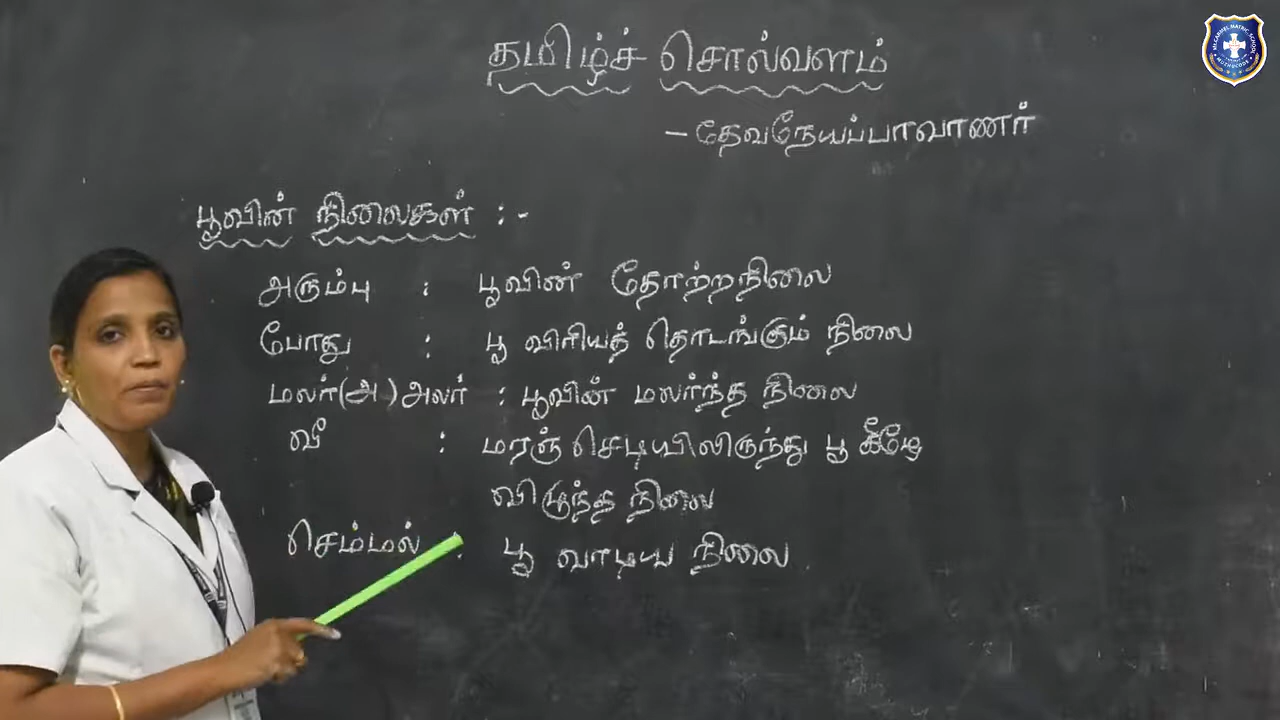 தமிழ்ச் சொல்வளம்
– தேவநேயப்பாவாணர்
பூவின் நிலைகள் :-
அரும்பு : பூவின் தோற்றநிலை
போது : பூ விரியத் தொடங்கும் நிலை
மலர்(அ) அலர் : பூவின் மலர்ந்த நிலை
வீ : மரஞ் செடியிலிருந்து பூ கீழே
விழுந்த நிலை
செம்மல் : பூ வாடிய நிலை